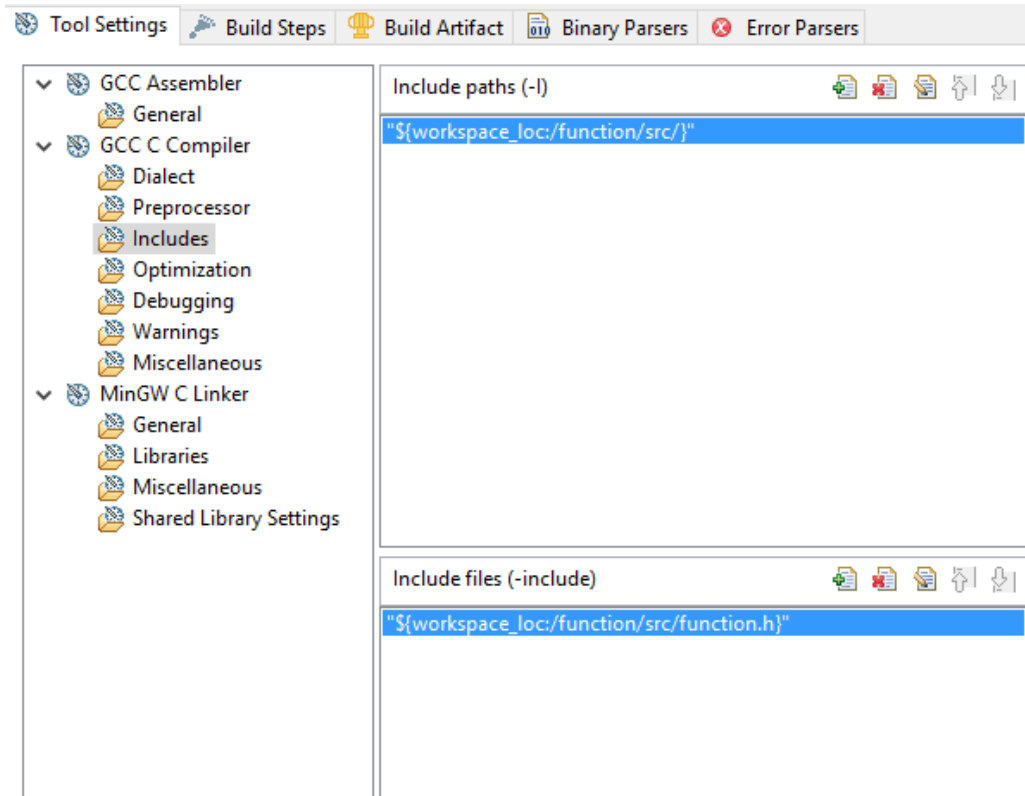 Tool Settings Build Steps Build Artifact Binary Parsers Error Parsers
GCC Assembler
General
GCC C Compiler
Dialect
Preprocessor
Includes
Optimization
Debugging
Warnings
Miscellaneous
MinGW C Linker
General
Libraries
Miscellaneous
Shared Library Settings
Include paths (-I)
"${workspace_loc:/function/src/}"
Include files (-include)
"${workspace_loc:/function/src/function.h}"